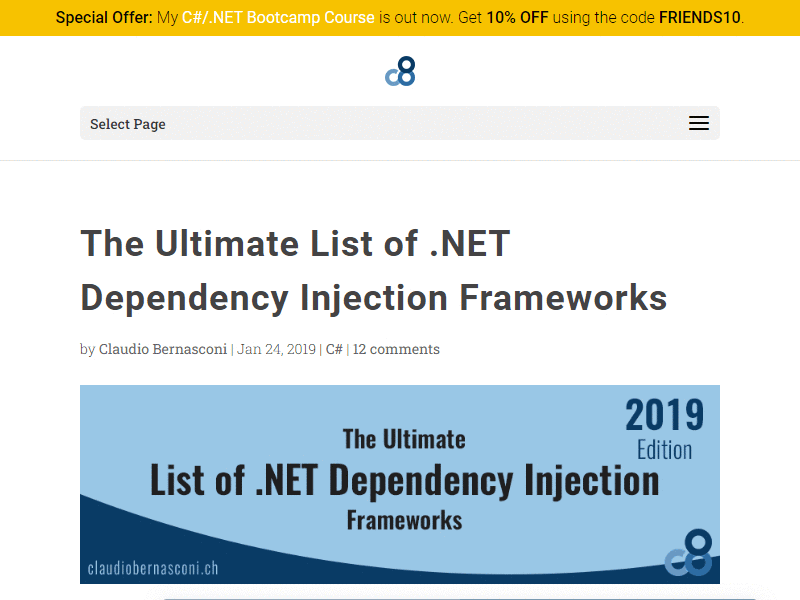 Special Offer: My C#/.NET Bootcamp Course is out now. Get 10% OFF using the code FRIENDS10.
Select Page
The Ultimate List of .NET
Dependency Injection Frameworks
by Claudio Bernasconi | Jan 24, 2019 | C# | 12 comments
2019
Edition
The Ultimate
List of .NET Dependency Injection
Frameworks
claudiobernasconi.ch